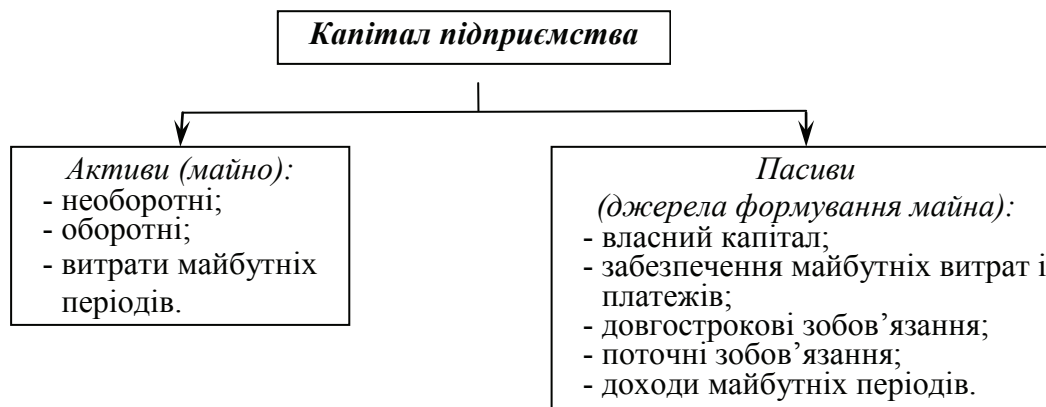 Капітал підприємства
Активи (майно):
- необоротні;
- оборотні;
- витрати майбутніх
періодів.
Пасиви
(джерела формування майна):
- власний капітал;
- забезпечення майбутніх витрат і
платежів;
- довгострокові зобов’язання;
- поточні зобов’язання;
- доходи майбутніх періодів.